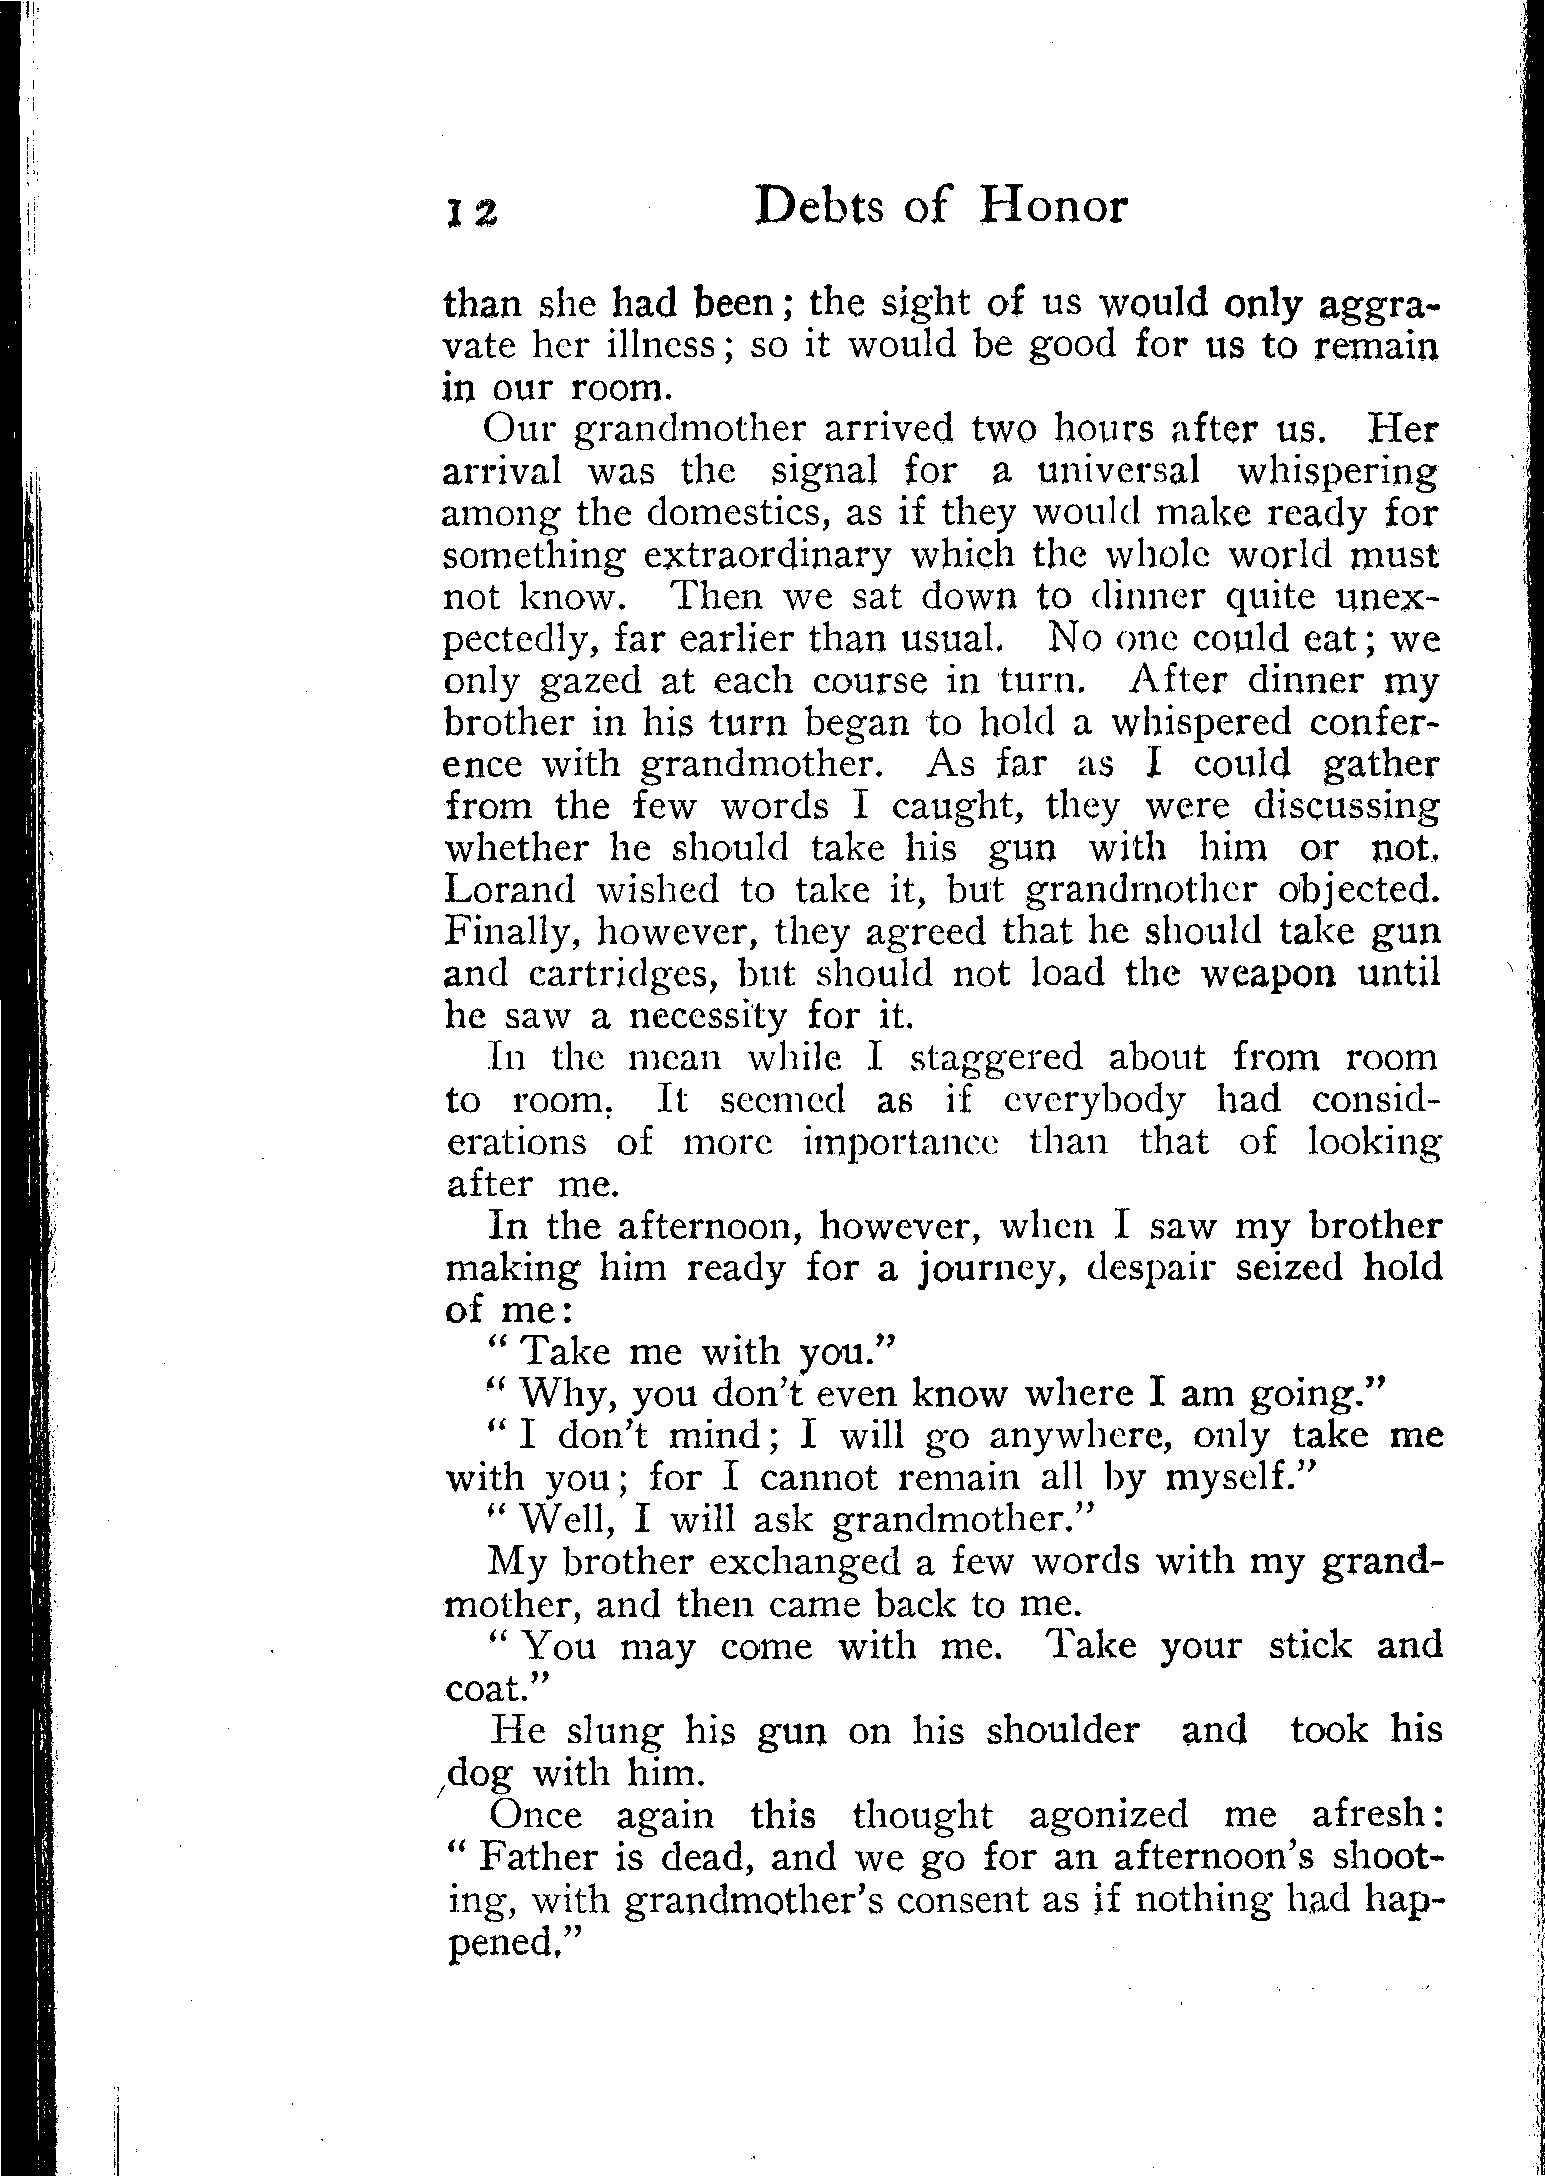 12 Debts of Honor
than she had been; the sight of us would only aggra-
vate her illness; so it would be good for us to remain
in our room.
Our grandmother arrived two hours after us. Her
arrival was the signal for a universal whispering
among the domestics, as if they would make ready for
something extraordinary which the whole world must
not know. Then we sat down to dinner quite unex-
pectedly, far earlier than usual. No one could eat; we
only gazed at each course in turn. After dinner my
brother in his turn began to hold a whispered confer-
ence with grandmother. As far as I could gather
from the few words I caught, they were discussing
whether he should take his gun with him or not.
Lorand wished to take it, but grandmother objected.
Finally, however, they agreed that he should take gun
and cartridges, but should not load the weapon until
he saw a necessity for it.
In the mean while I staggered about from room
to room. It seemed as if everybody had consid-
erations of more importance than that of looking
after me.
In the afternoon, however, when I saw my brother
making him ready for a journey, despair seized hold
of me:
" Take me with you."
" Why, you don't even know where I am going."
" I don't mind; I will go anywhere, only take me
with you; for I cannot remain all by myself."
" Well, I will ask grandmother."
My brother exchanged a few words with my grand-
mother, and then came back to me.
" You may come with me. Take your stick and
coat."
He slung his gun on his shoulder and took his
dog with him.
Once again this thought agonized me afresh:
" Father is dead, and we go for an afternoon's shoot-
ing, with grandmother's consent as if nothing had hap-
pened."